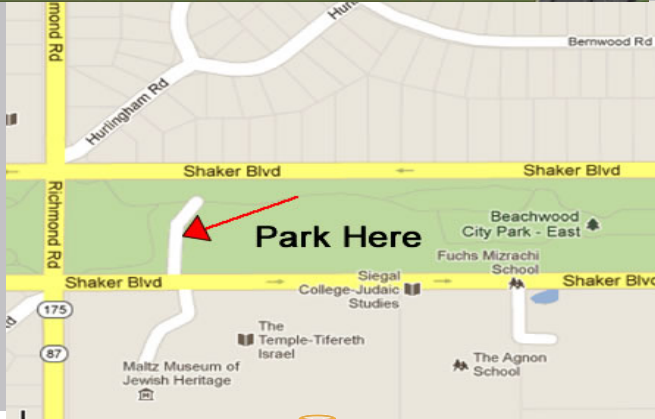 mond Rd
Hurl
Bernwood Rd
Hurlingham Rd
Shaker Blvd
Shaker Blvd
Richmond Rd
Park Here
Beachwood
City Park - East
Fuchs Mizrachi
School
Shaker Blvd
Siegal
College-Judaic
Studies
Shaker Blvd
175
87
The
Temple-Tifereth
Israel
Maltz Museum of
Jewish Heritage
The Agnon
School